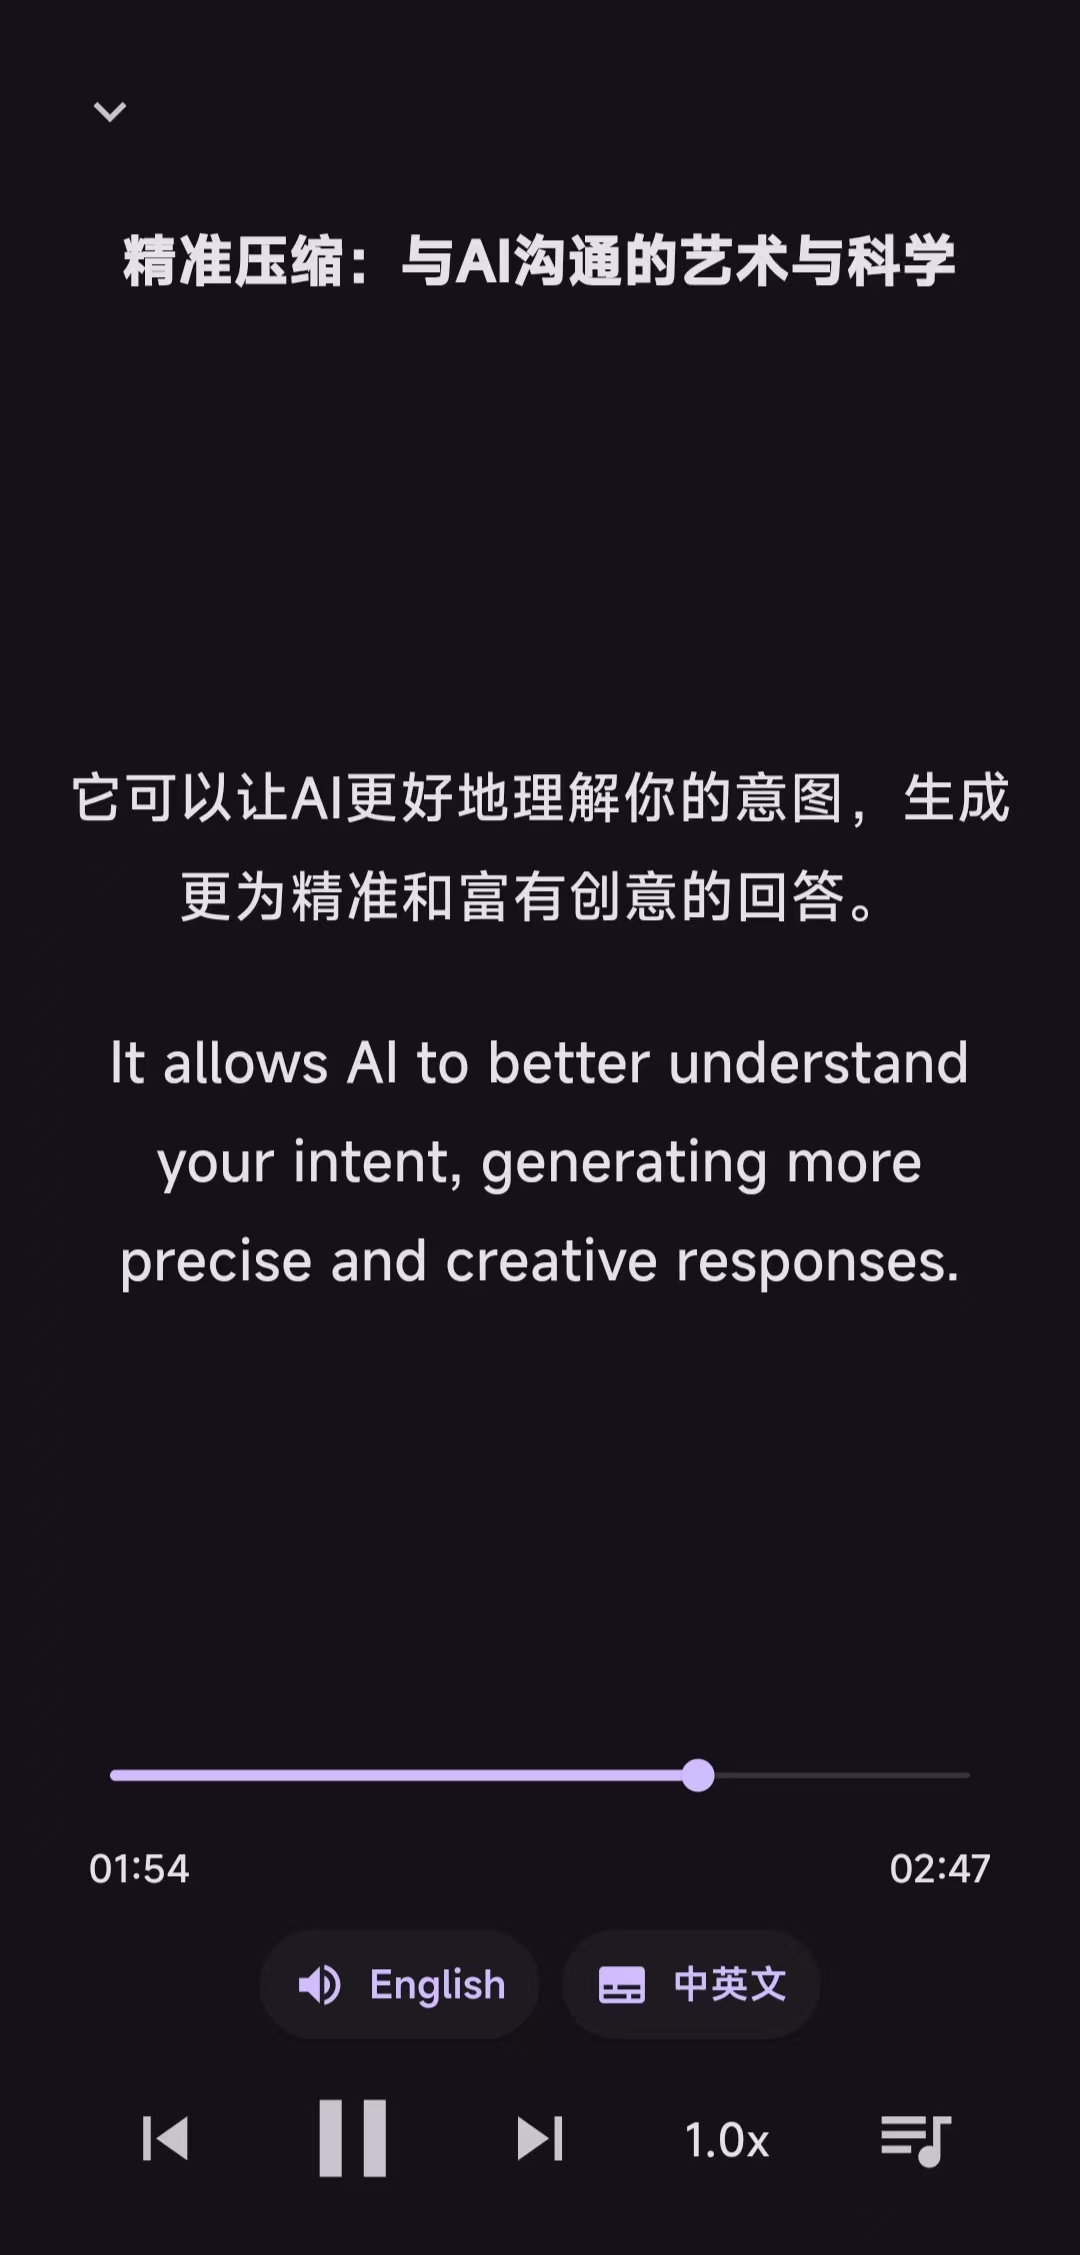 精准压缩：与AI沟通的艺术与科学
它可以让AI更好地理解你的意图，生成
更为精准和富有创意的回答。
It allows AI to better understand
your intent, generating more
precise and creative responses.
01:54
02:47
English
中英文
1.0x